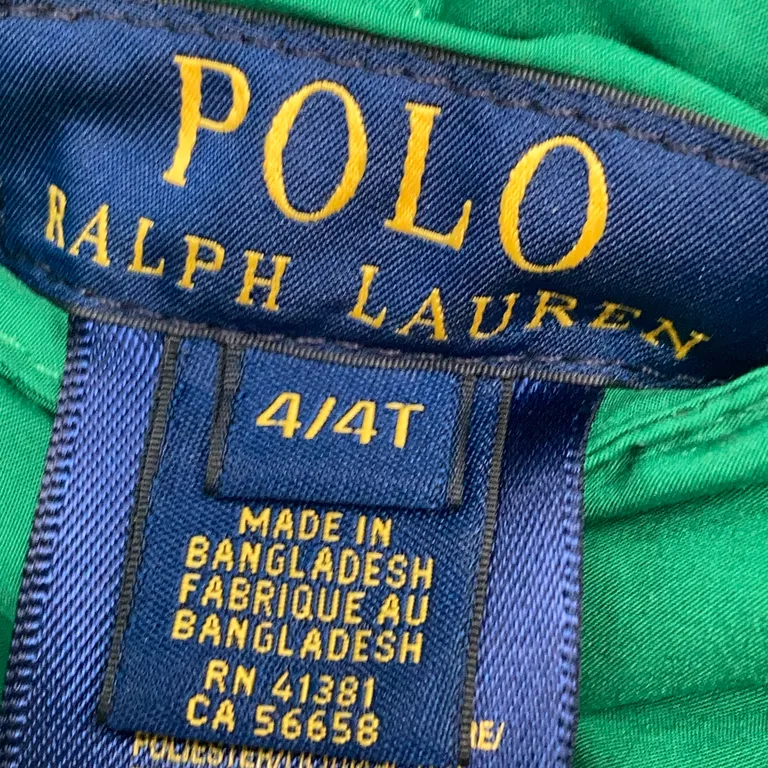 POLO
RALPH LAUREN
4/4T
MADE IN
BANGLADESH
FABRIQUE AU
BANGLADESH
RN 41381
CA 56658